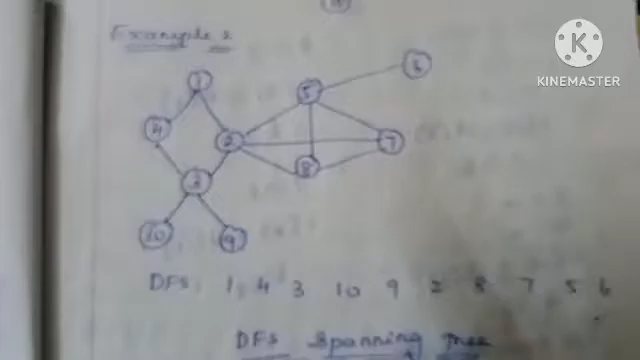 Example 2
K
KINEMASTER
1
6
5
4
2
7
8
3
10
9
DFS: 1, 4 3 10 9 2 8 7 5 6
DFS Spanning Tree